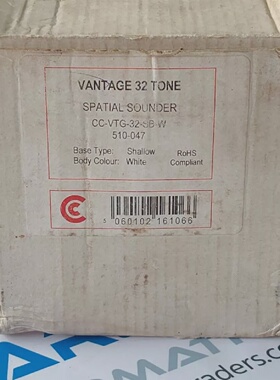 VANTAGE 32 TONE
SPATIAL SOUNDER
CC-VTG-32-SB-W
510-047
Base Type: Shallow RoHS
Body Colour: White Compliant
5 060102 161066